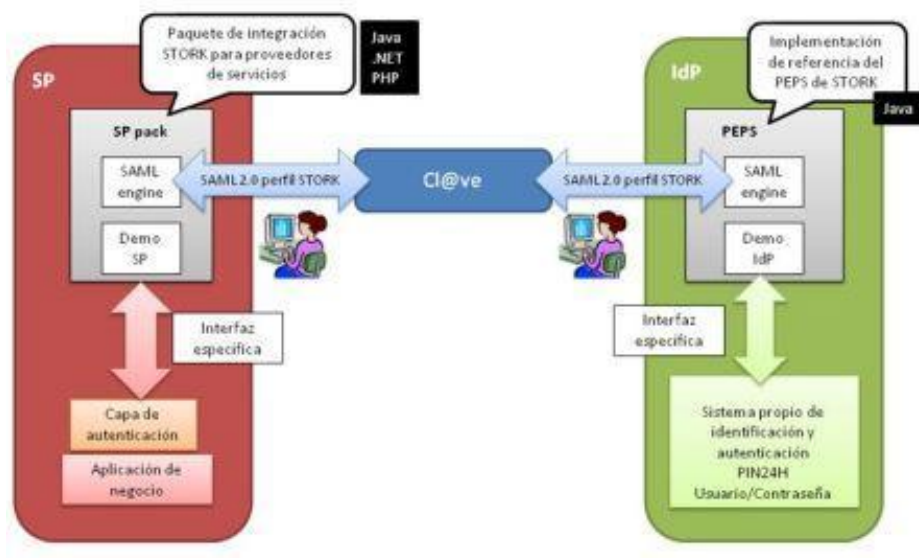 Paquete de integración
STORK para proveedores
de servicios
Java
.NET
PHP
SP
SP pack
SAML
engine
Demo
SP
SAML 2.0 perfil STORK
Cl@ve
SAML 2.0 perfil STORK
Implementación
de referencia del
PEPS de STORK
Java
IdP
PEPS
SAML
engine
Demo
IdP
Interfaz
especifica
Capa de
autenticación
Aplicación de
negocio
Interfaz
especifica
Sistema propio de
identificación y
autenticación
PIN24H
Usuario/Contraseña